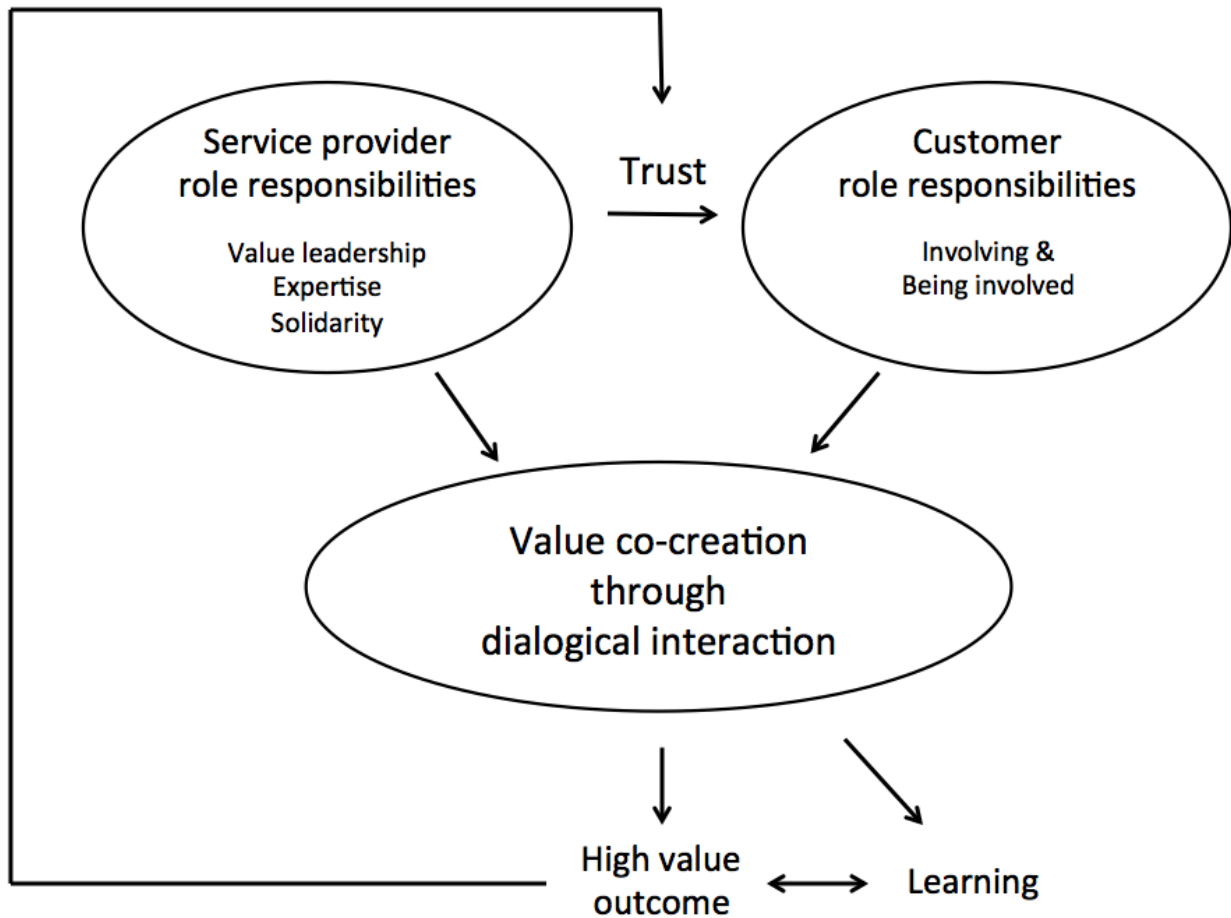 Service provider
role responsibilities
Value leadership
Expertise
Solidarity
Trust
Customer
role responsibilities
Involving &
Being involved
Value co-creation
through
dialogical interaction
High value
outcome
Learning